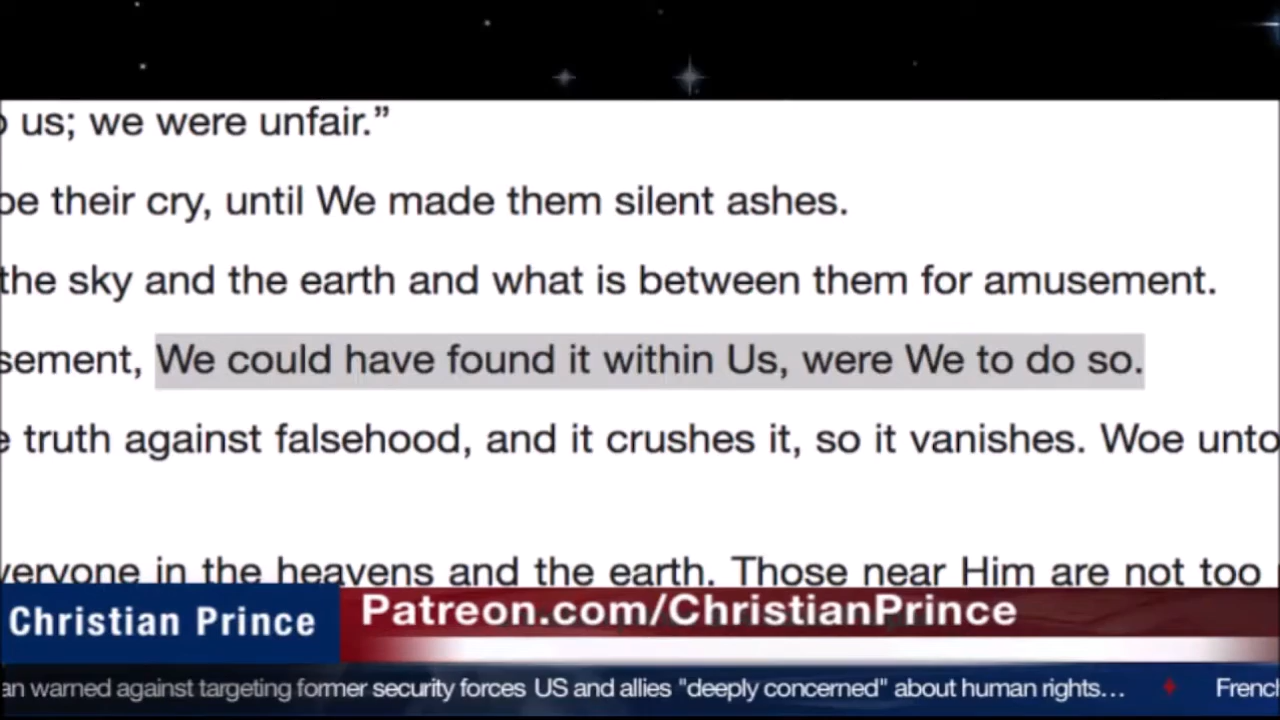 us; we were unfair.”
their cry, until We made them silent ashes.
the sky and the earth and what is between them for amusement.
We could have found it within Us, were We to do so.
truth against falsehood, and it crushes it, so it vanishes. Woe unto
in the heavens and the earth. Those near Him are not too
Christian Prince
Patreon.com/ChristianPrince
warned against targeting former security forces US and allies "deeply concerned" about human rights... French